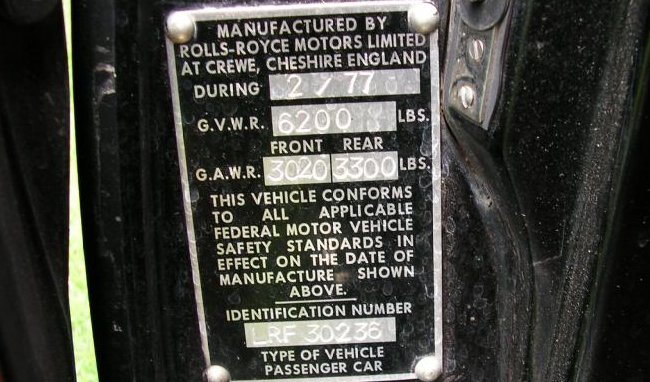 MANUFACTURED BY
ROLLS-ROYCE MOTORS LIMITED
AT CREWE, CHESHIRE ENGLAND
DURING 2/77
G.V.W.R. 6200 LBS.
FRONT REAR
G.A.W.R. 3020 3300 LBS.
THIS VEHICLE CONFORMS
TO ALL APPLICABLE
FEDERAL MOTOR VEHICLE
SAFETY STANDARDS IN
EFFECT ON THE DATE OF
MANUFACTURE SHOWN
ABOVE.
IDENTIFICATION NUMBER
LRF 30236
TYPE OF VEHICLE
PASSENGER CAR